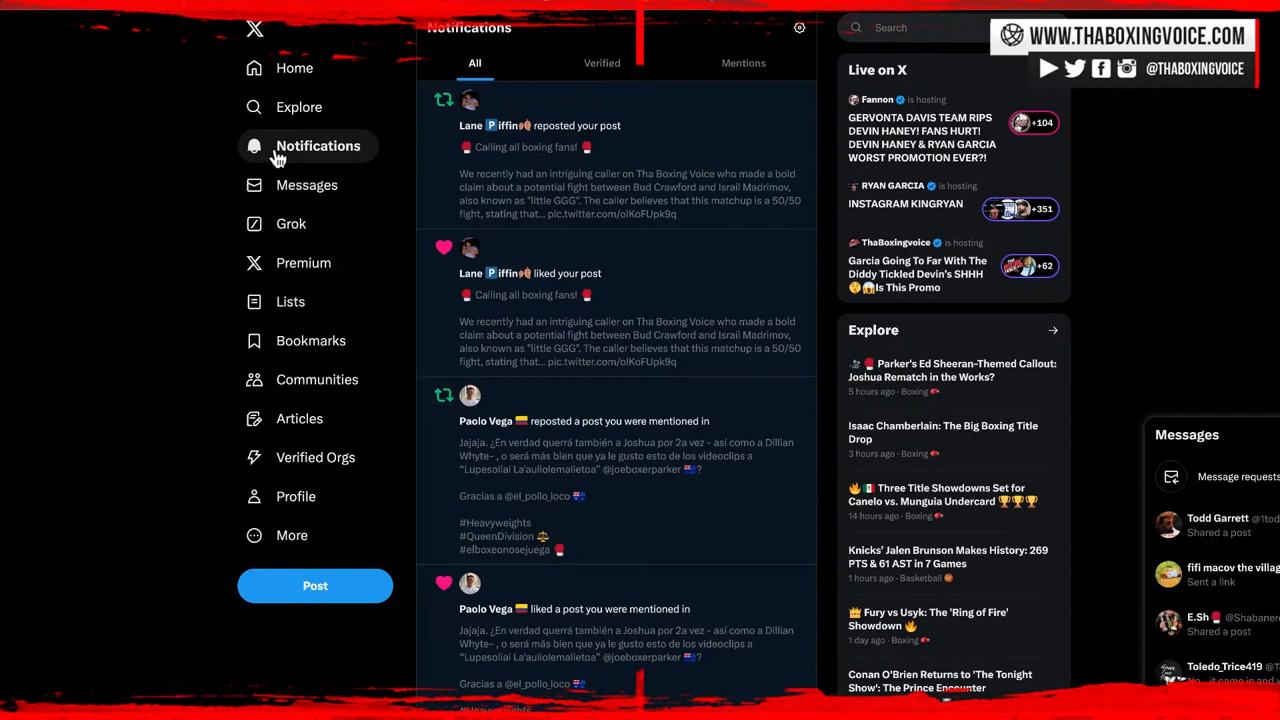 Home
Explore
Notifications
Messages
Grok
Premium
Lists
Bookmarks
Communities
Articles
Verified Orgs
Profile
More
Post
Notifications
All
Verified
Mentions
Lane 🅿️iffin🥊 reposted your post
🥊 Calling all boxing fans! 🥊
We recently had an intriguing caller on Tha Boxing Voice who made a bold
claim about a potential fight between Bud Crawford and Israil Madrimov,
also known as "little GGG". The caller believes that this matchup is a 50/50
fight, stating that... pic.twitter.com/olKoFUpk9q
Lane 🅿️iffin🥊 liked your post
🥊 Calling all boxing fans! 🥊
We recently had an intriguing caller on Tha Boxing Voice who made a bold
claim about a potential fight between Bud Crawford and Israil Madrimov,
also known as "little GGG". The caller believes that this matchup is a 50/50
fight, stating that... pic.twitter.com/olKoFUpk9q
Paolo Vega 🇨🇴 reposted a post you were mentioned in
Jajaja. ¿En verdad querrá también a Joshua por 2a vez - así como a Dillian
Whyte- , o será más bien que ya le gusto esto de los videoclips a
"Lupesoliai La'auliolemalietoa" @joeboxerparker 🇳🇿?
Gracias a @el_pollo_loco 🇳🇿
#Heavyweights
#QueenDivision ⚖️
#elboxeonosejuega 🥊
Paolo Vega 🇨🇴 liked a post you were mentioned in
Jajaja. ¿En verdad querrá también a Joshua por 2a vez - así como a Dillian
Whyte- , o será más bien que ya le gusto esto de los videoclips a
"Lupesoliai La'auliolemalietoa" @joeboxerparker 🇳🇿?
Gracias a @el_pollo_loco 🇳🇿
#Heavyweights
Search
WWW.THABOXINGVOICE.COM
@THABOXINGVOICE
Live on X
Fannon is hosting
GERVONTA DAVIS TEAM RIPS
DEVIN HANEY! FANS HURT!
DEVIN HANEY & RYAN GARCIA
WORST PROMOTION EVER?!
+104
RYAN GARCIA is hosting
INSTAGRAM KINGRYAN
+351
ThaBoxingvoice is hosting
Garcia Going To Far With The
Diddy Tickled Devin's SHHH
🤫😱Is This Promo
+62
Explore
🎥🥊 Parker's Ed Sheeran-Themed Callout:
Joshua Rematch in the Works?
5 hours ago · Boxing 🥊
Isaac Chamberlain: The Big Boxing Title
Drop
3 hours ago · Boxing 🥊
🔥🇲🇽 Three Title Showdowns Set for
Canelo vs. Munguia Undercard 🏆🏆🏆
14 hours ago · Boxing 🥊
Knicks' Jalen Brunson Makes History: 269
PTS & 61 AST in 7 Games
1 hours ago · Basketball 🏀
👑 Fury vs Usyk: The 'Ring of Fire'
Showdown 🔥
1 day ago · Boxing 🥊
Conan O'Brien Returns to 'The Tonight
Show': The Prince Encounter
Messages
Message requests
Todd Garrett @1tod
Shared a post
fifi macov the villag
Sent a link
E.Sh🥊 @Shabane
Shared a post
Toledo_Trice419
No...it came in and w